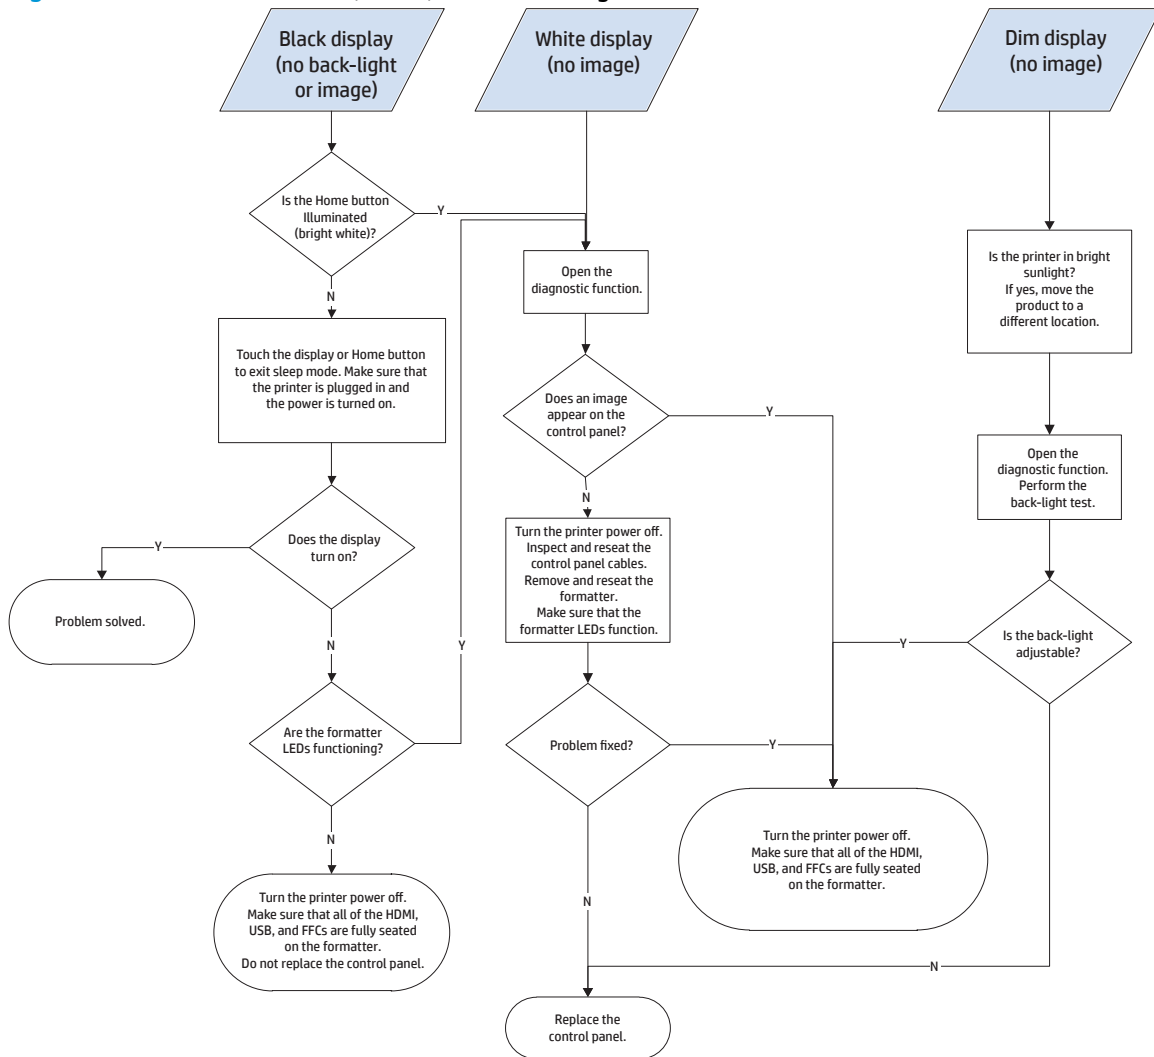 Black display
(no back-light
or image)
White display
(no image)
Dim display
(no image)
Is the Home button
Illuminated
(bright white)?
Y
N
Touch the display or Home button
to exit sleep mode. Make sure that
the printer is plugged in and
the power is turned on.
Does the display
turn on?
Y
Problem solved.
N
Are the formatter
LEDs functioning?
Y
N
Turn the printer power off.
Make sure that all of the HDMI,
USB, and FFCs are fully seated
on the formatter.
Do not replace the control panel.
Open the
diagnostic function.
Does an image
appear on the
control panel?
Y
N
Turn the printer power off.
Inspect and reseat the
control panel cables.
Remove and reseat the
formatter.
Make sure that the
formatter LEDs function.
Problem fixed?
Y
N
Is the printer in bright
sunlight?
If yes, move the
product to a
different location.
Open the
diagnostic function.
Perform the
back-light test.
Is the back-light
adjustable?
Y
N
Turn the printer power off.
Make sure that all of the HDMI,
USB, and FFCs are fully seated
on the formatter.
Replace the
control panel.